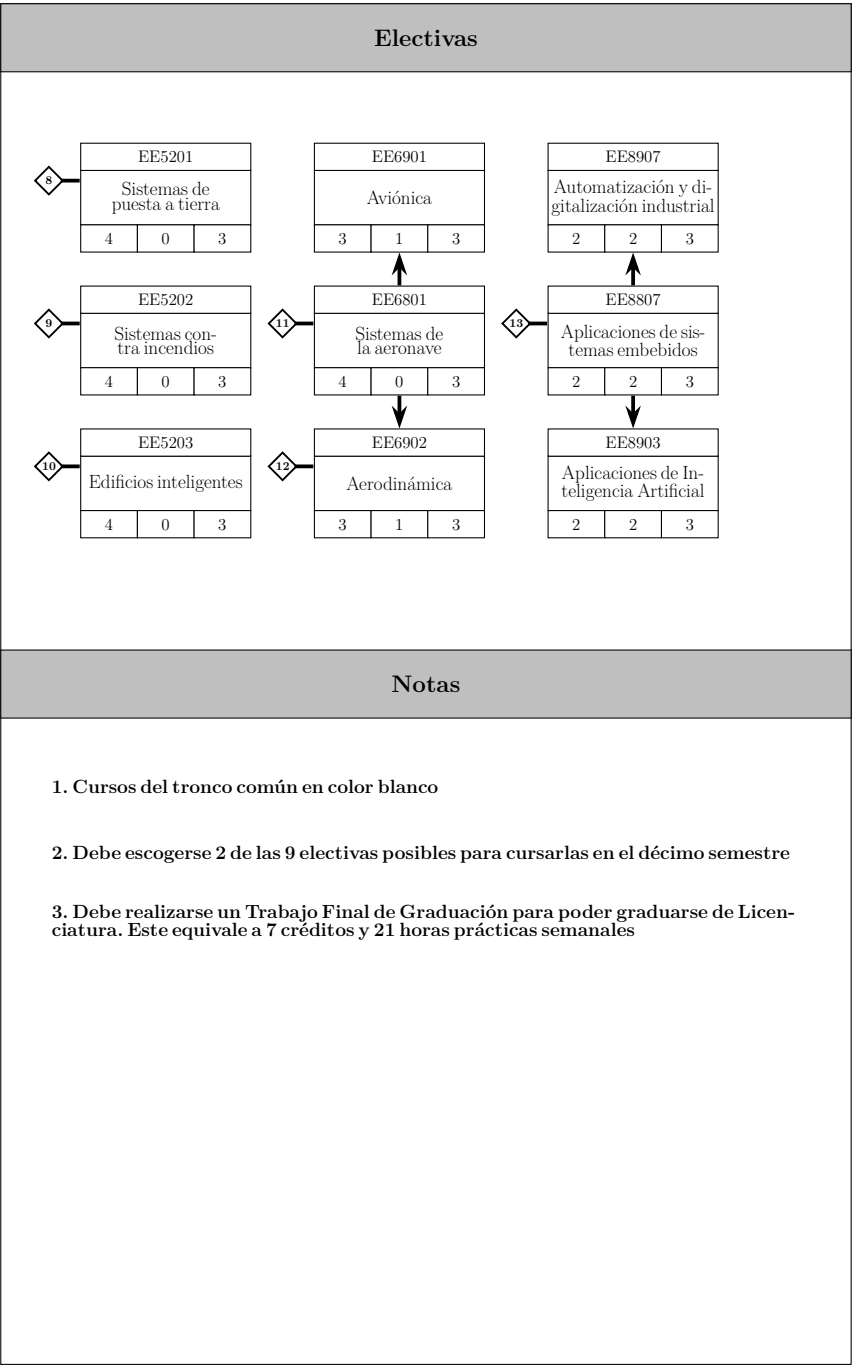 Electivas
EE5201
8
Sistemas de
puesta a tierra
4 0 3
EE6901
Aviónica
3 1 3
EE8907
Automatización y di-
gitalización industrial
2 2 3
EE5202
9
Sistemas con-
tra incendios
4 0 3
EE6801
11
Sistemas de
la aeronave
4 0 3
EE8807
13
Aplicaciones de sis-
temas embebidos
2 2 3
EE5203
10
Edificios inteligentes
4 0 3
EE6902
12
Aerodinámica
3 1 3
EE8903
Aplicaciones de In-
teligencia Artificial
2 2 3
Notas
1. Cursos del tronco común en color blanco
2. Debe escogerse 2 de las 9 electivas posibles para cursarlas en el décimo semestre
3. Debe realizarse un Trabajo Final de Graduación para poder graduarse de Licen-
ciatura. Este equivale a 7 créditos y 21 horas prácticas semanales